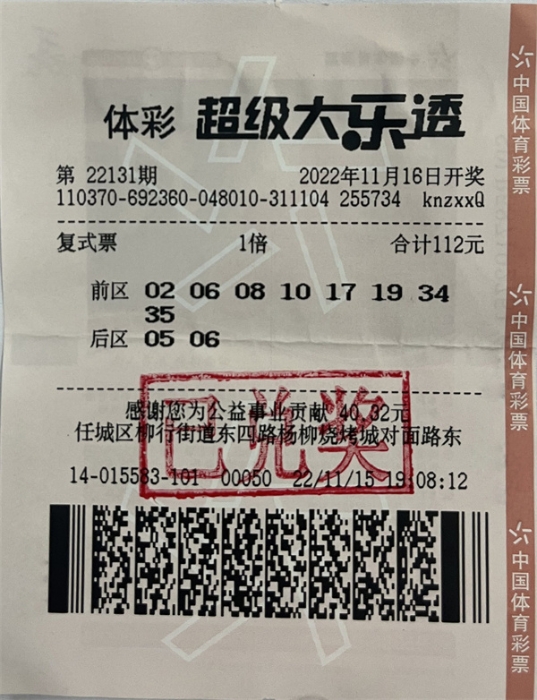 体彩 超级大乐透
第 22131期 2022年11月16日开奖
110370-692360-048010-311104 255734 knzxxQ
复式票 1倍 合计112元
前区 02 06 08 10 17 19 34
35
后区 05 06
感谢您为公益事业贡献 40.32元
任城区柳行街道东四路杨柳烧烤城对面路东
已兑奖
14-015583-101 00050 22/11/15 19:08:12
中国体育彩票
中国体育彩票
中国体育彩票